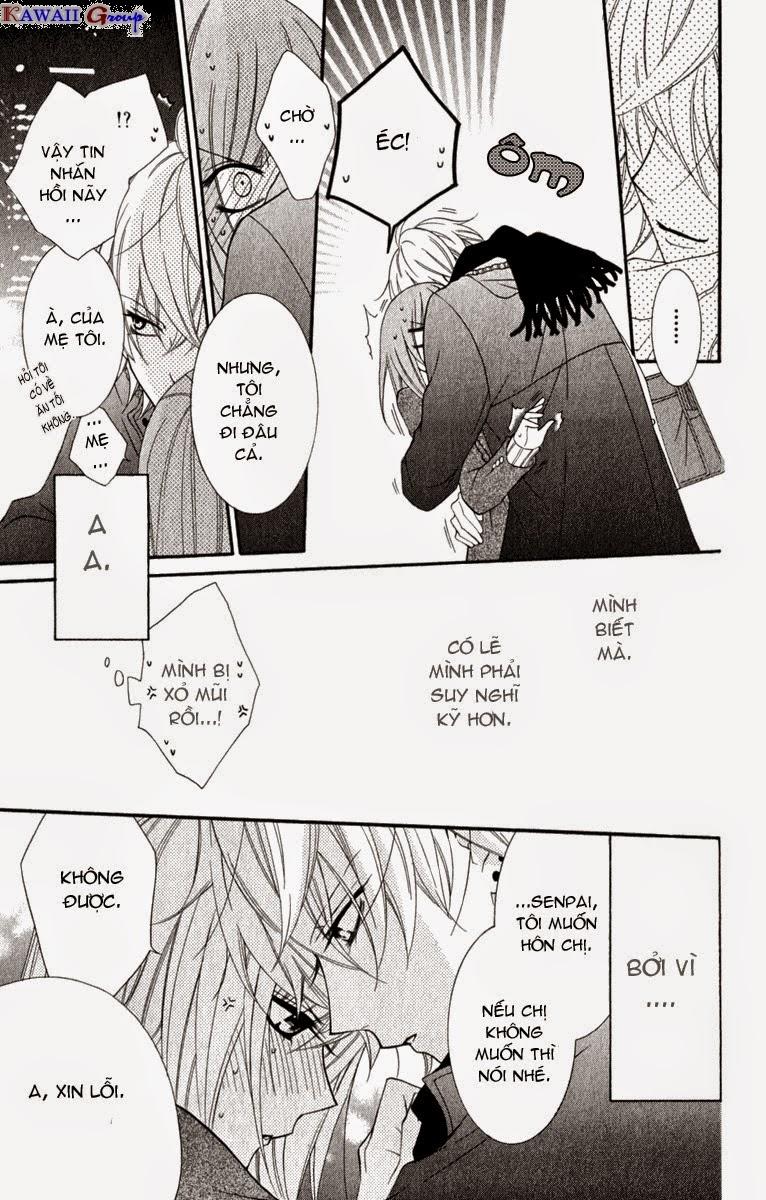 KAWAII Group
......
ÔM
ÉC!
CHỜ
...
NHƯNG,
TÔI
CHẲNG
ĐI ĐÂU
CẢ.
!?
VẬY TIN
NHẮN
HỒI NÃY
...
À, CỦA
MẸ TÔI.
HỎI TÔI
CÓ VỀ
ĂN TỐI
KHÔNG...
...
MẸ
...
A
A.
MÌNH
BIẾT
MÀ.
CÓ LẼ
MÌNH PHẢI
SUY NGHĨ
KỸ HƠN.
MÌNH BỊ
XỎ MŨI
RỒI...!
BỞI VÌ
....
...SENPAI,
TÔI MUỐN
HÔN CHỊ.
NẾU CHỊ
KHÔNG
MUỐN THÌ
NÓI NHÉ.
KHÔNG
ĐƯỢC.
A, XIN LỖI.